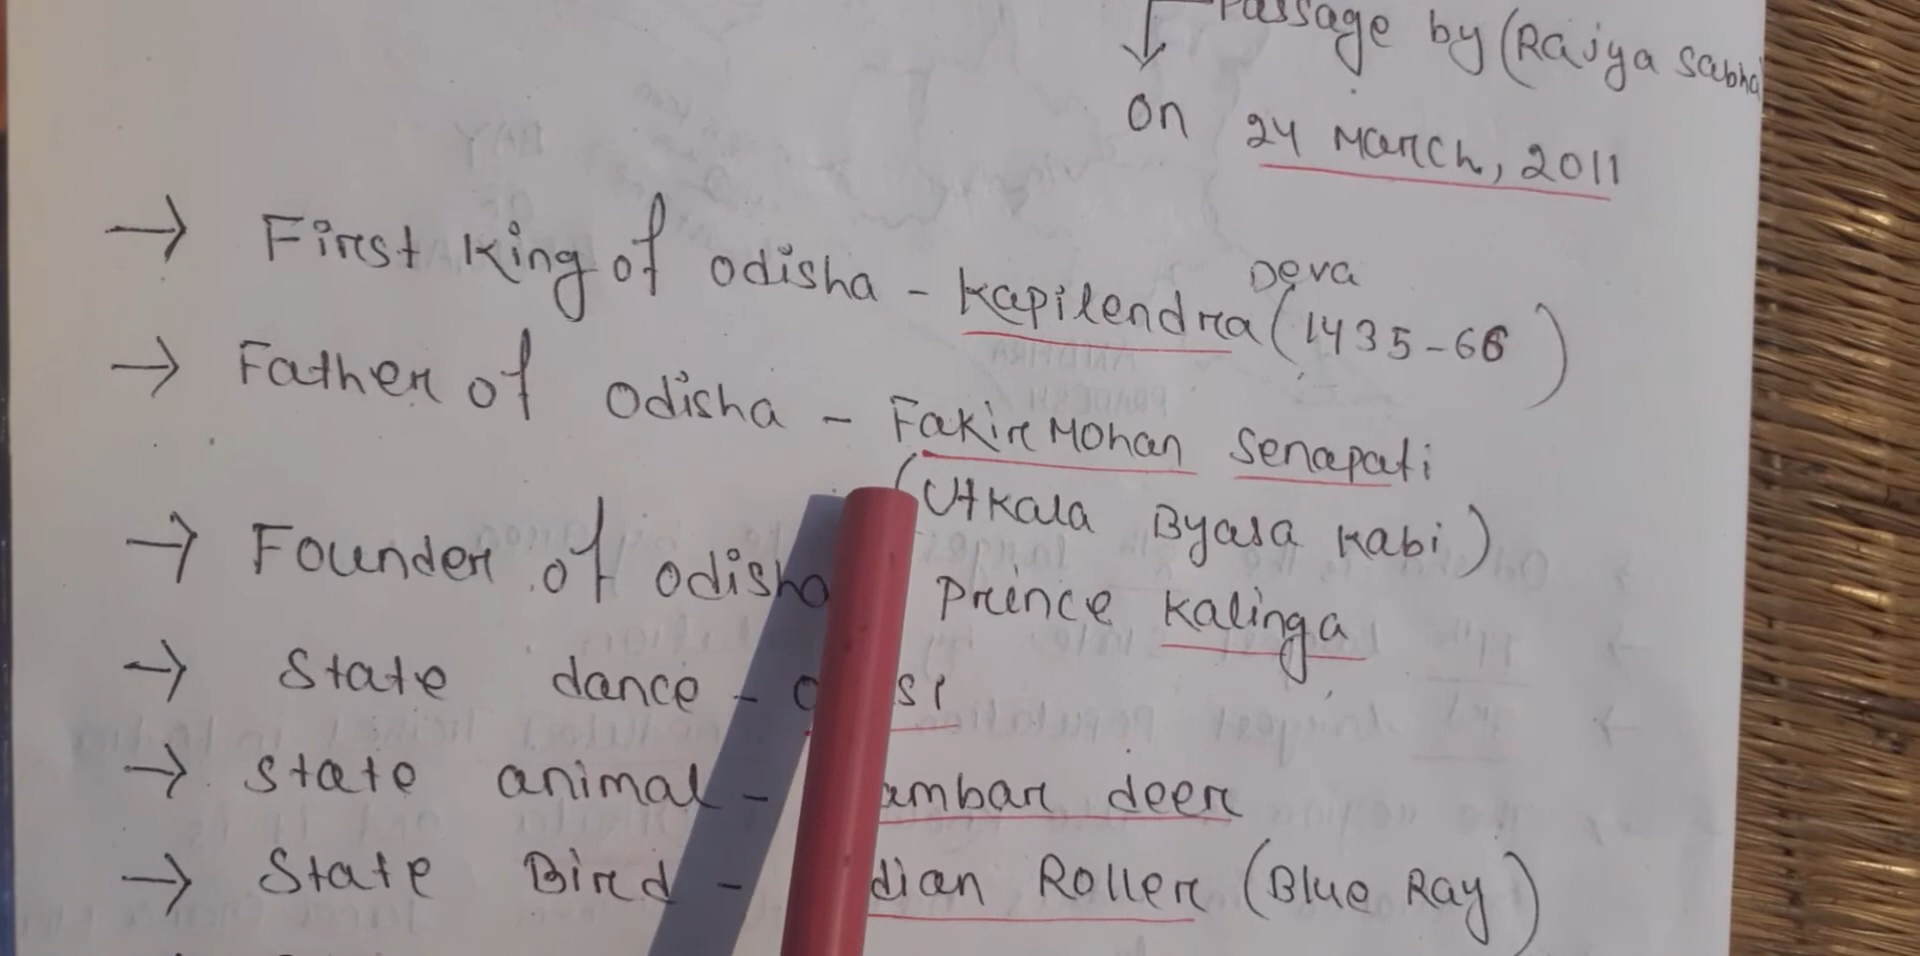 Passage by (Rajya Sabha
on 24 March, 2011
→ First King of odisha - Kapilendra Deva (1435-66)
→ Father of Odisha - Fakir Mohan Senapati
(Utkala Byasa Kabi)
→ Founder of odisha Prince Kalinga
→ State dance -
→ State animal - ambar deer
→ State Bird - dian Roller (Blue Ray)